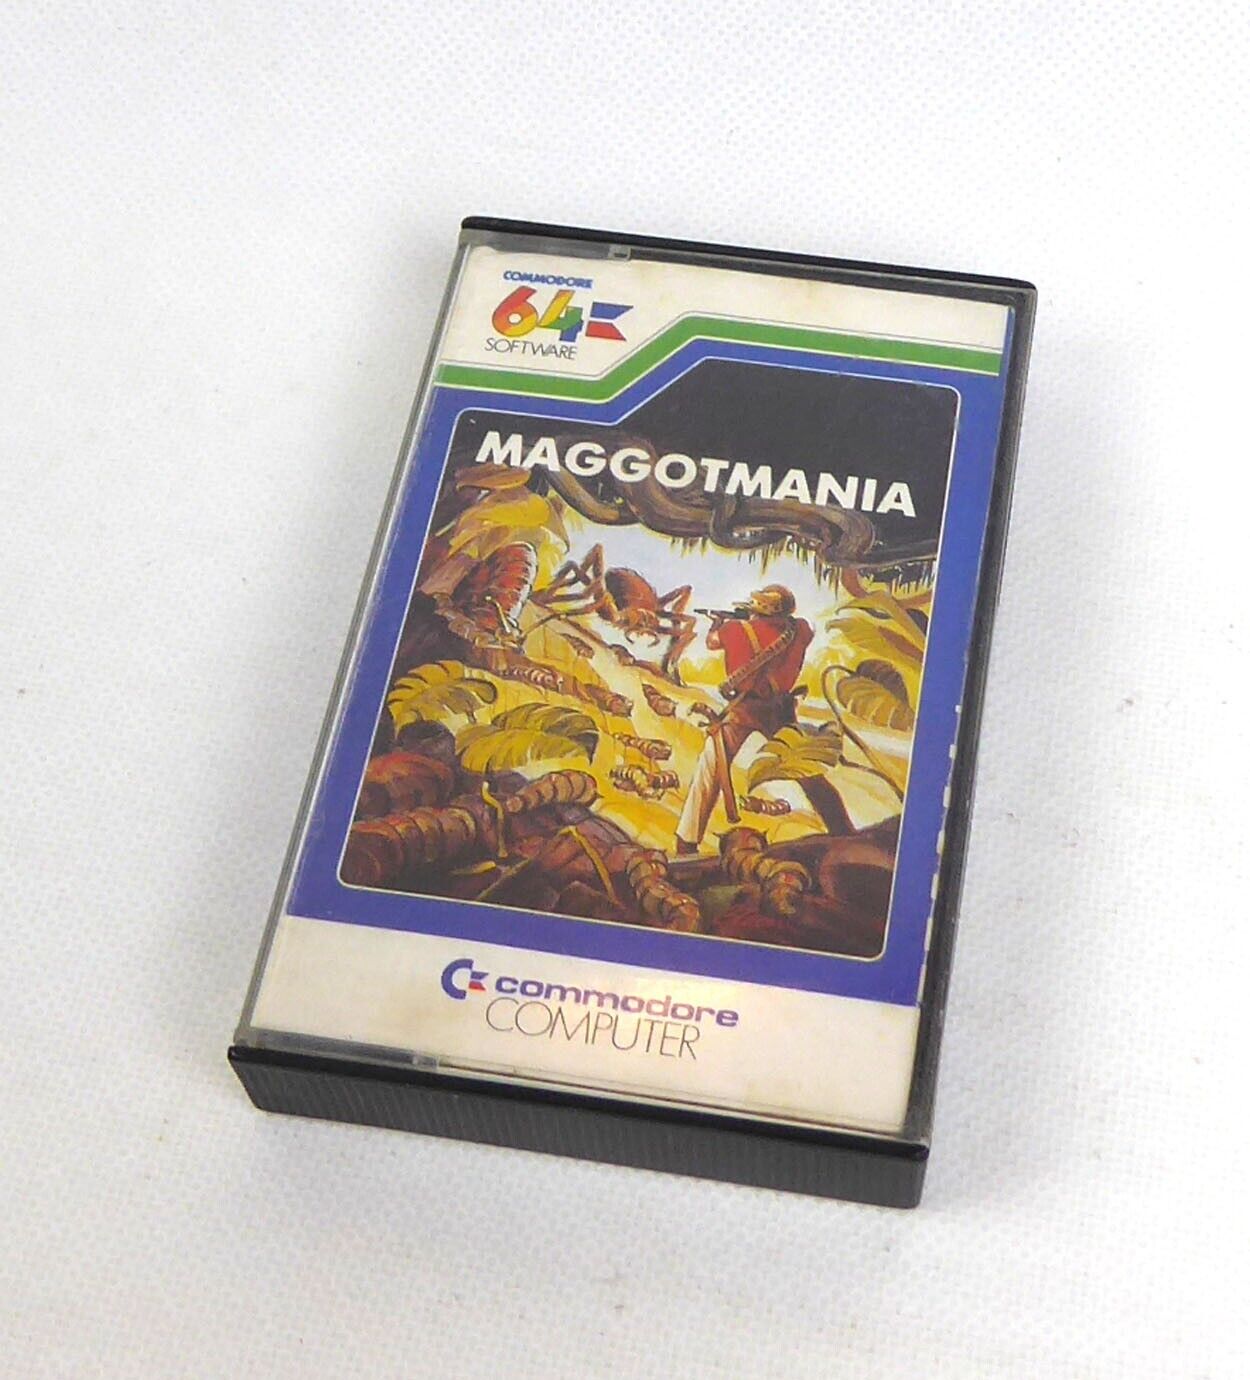 COMMODORE
64
SOFTWARE
MAGGOTMANIA
commodore
COMPUTER